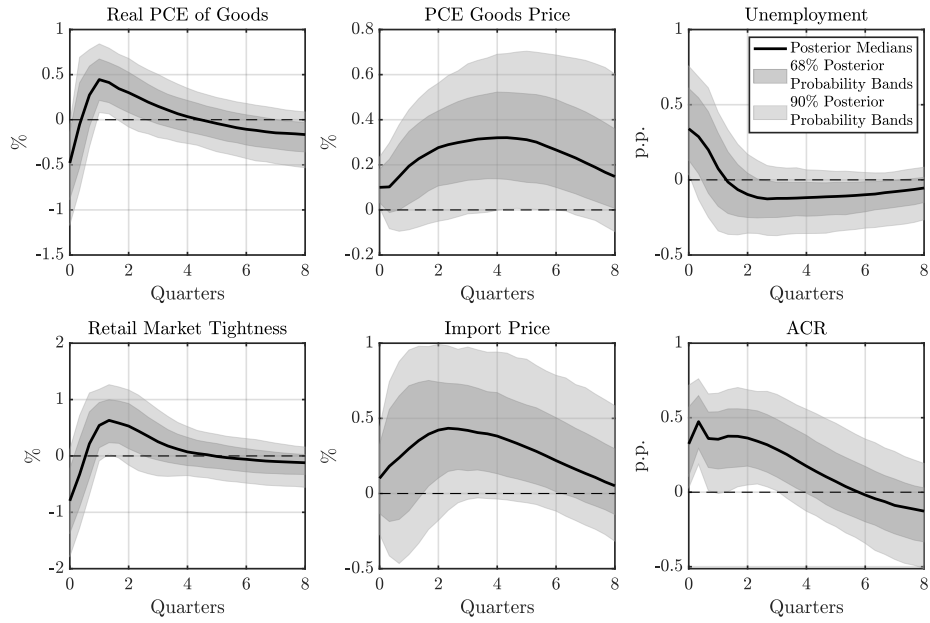 Real PCE of Goods
1
0.5
0
-0.5
-1
-1.5
%
0 2 4 6 8
Quarters
PCE Goods Price
0.8
0.6
0.4
0.2
0
0.2
%
0 2 4 6 8
Quarters
Unemployment
1
0.5
0
-0.5
p.p.
Posterior Medians
68% Posterior
Probability Bands
90% Posterior
Probability Bands
0 2 4 6 8
Quarters
Retail Market Tightness
2
1
0
-1
-2
%
0 2 4 6 8
Quarters
Import Price
1
0.5
0
-0.5
%
0 2 4 6 8
Quarters
ACR
1
0.5
0
-0.5
p.p.
0 2 4 6 8
Quarters